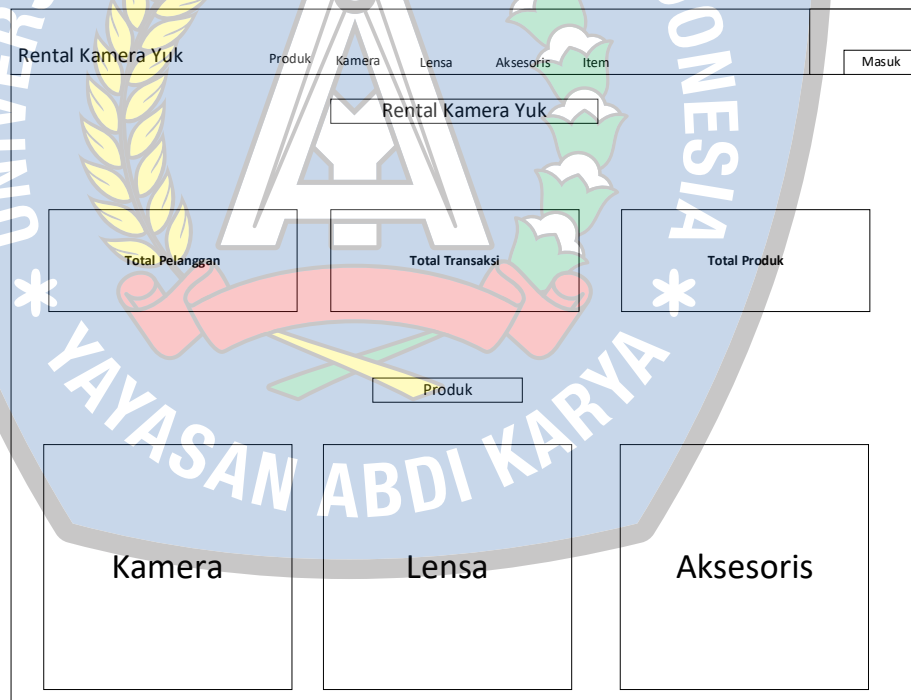 Rental Kamera Yuk
Produk Kamera Lensa Aksesoris Item
Masuk
Rental Kamera Yuk
Total Pelanggan
Total Transaksi
Total Produk
Produk
Kamera
Lensa
Aksesoris
YAYASAN ABDI KARYA